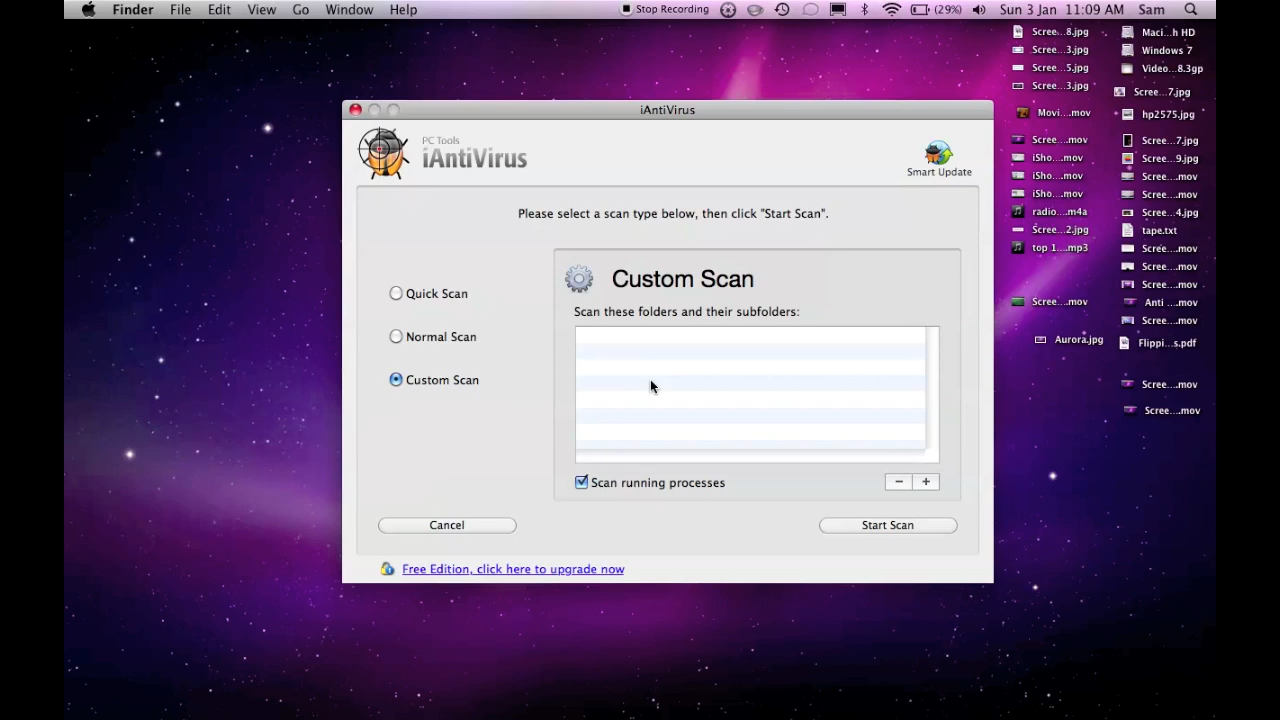 Finder File Edit View Go Window Help Stop Recording (29%) Sun 3 Jan 11:09 AM Sam
Scree...8.jpg
Maci...h HD
Scree...3.jpg
Windows 7
Scree...5.jpg
Video...8.3gp
Scree...3.jpg
Scree...7.jpg
Movi...mov
hp2575.jpg
Scree....mov
Scree...7.jpg
iSho....mov
Scree...9.jpg
iSho....mov
Scree....mov
iSho....mov
Scree....mov
radio...m4a
Scree...4.jpg
Scree...2.jpg
tape.txt
top 1...mp3
Scree....mov
Scree....mov
Scree....mov
Scree....mov
Anti ....mov
Scree....mov
Aurora.jpg
Flippi...s.pdf
Scree....mov
Scree....mov
iAntiVirus
PC Tools
iAntiVirus
Smart Update
Please select a scan type below, then click "Start Scan".
Quick Scan
Normal Scan
Custom Scan
Custom Scan
Scan these folders and their subfolders:
Scan running processes
− +
Cancel
Start Scan
Free Edition, click here to upgrade now